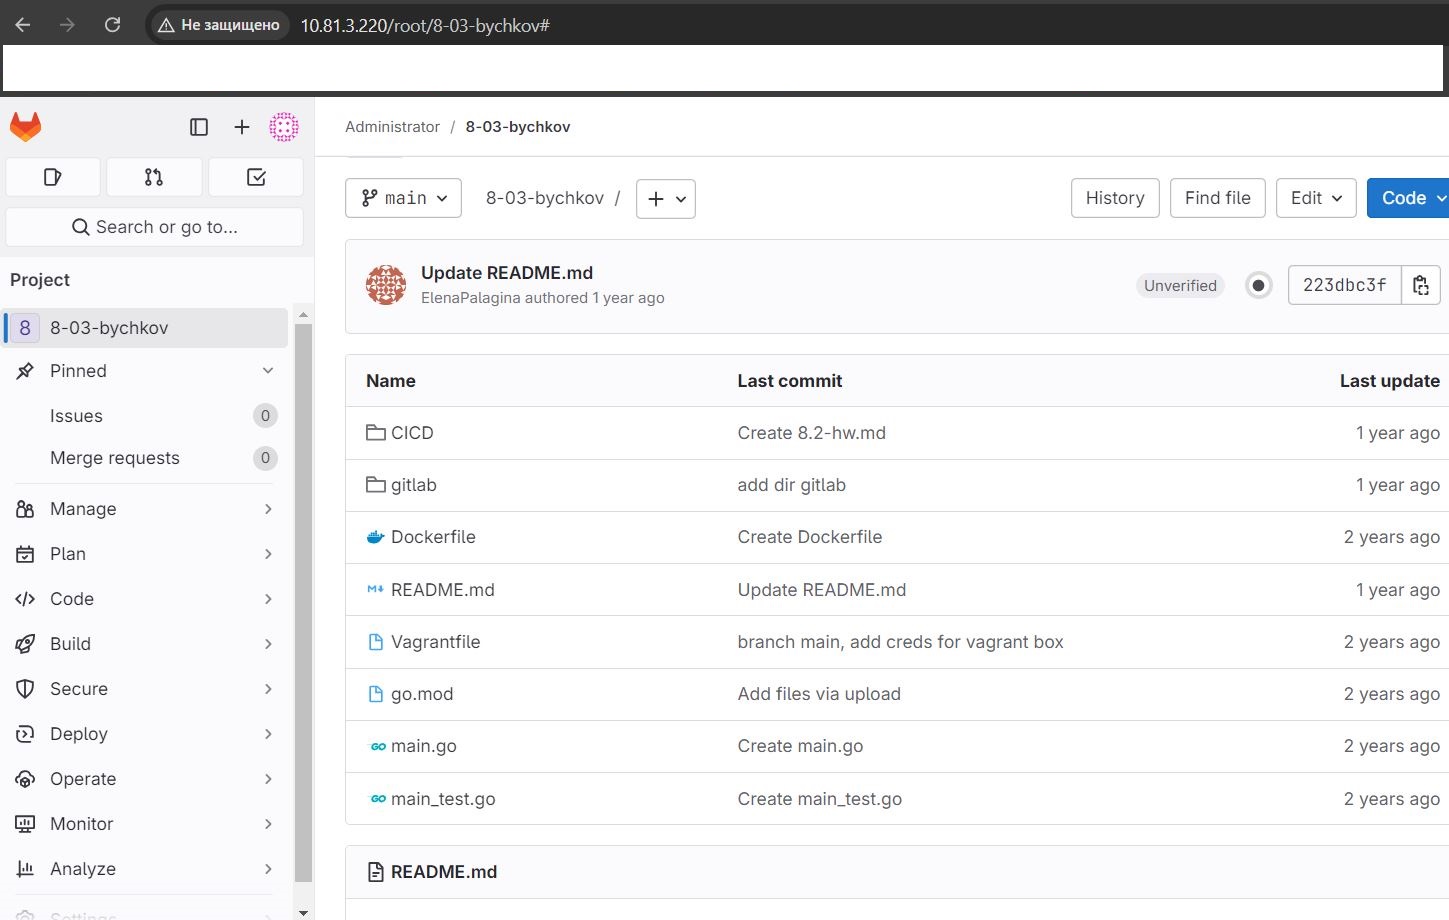 Не защищено 10.81.3.220/root/8-03-bychkov#
Administrator / 8-03-bychkov
main 8-03-bychkov / History Find file Edit Code
Search or go to...
Project
8 8-03-bychkov
Pinned
Issues 0
Merge requests 0
Manage
Plan
Code
Build
Secure
Deploy
Operate
Monitor
Analyze
Settings
Update README.md
ElenaPalagina authored 1 year ago
Unverified 223dbc3f
Name Last commit Last update
CICD Create 8.2-hw.md 1 year ago
gitlab add dir gitlab 1 year ago
Dockerfile Create Dockerfile 2 years ago
M↓ README.md Update README.md 1 year ago
Vagrantfile branch main, add creds for vagrant box 2 years ago
go.mod Add files via upload 2 years ago
GO main.go Create main.go 2 years ago
GO main_test.go Create main_test.go 2 years ago
README.md